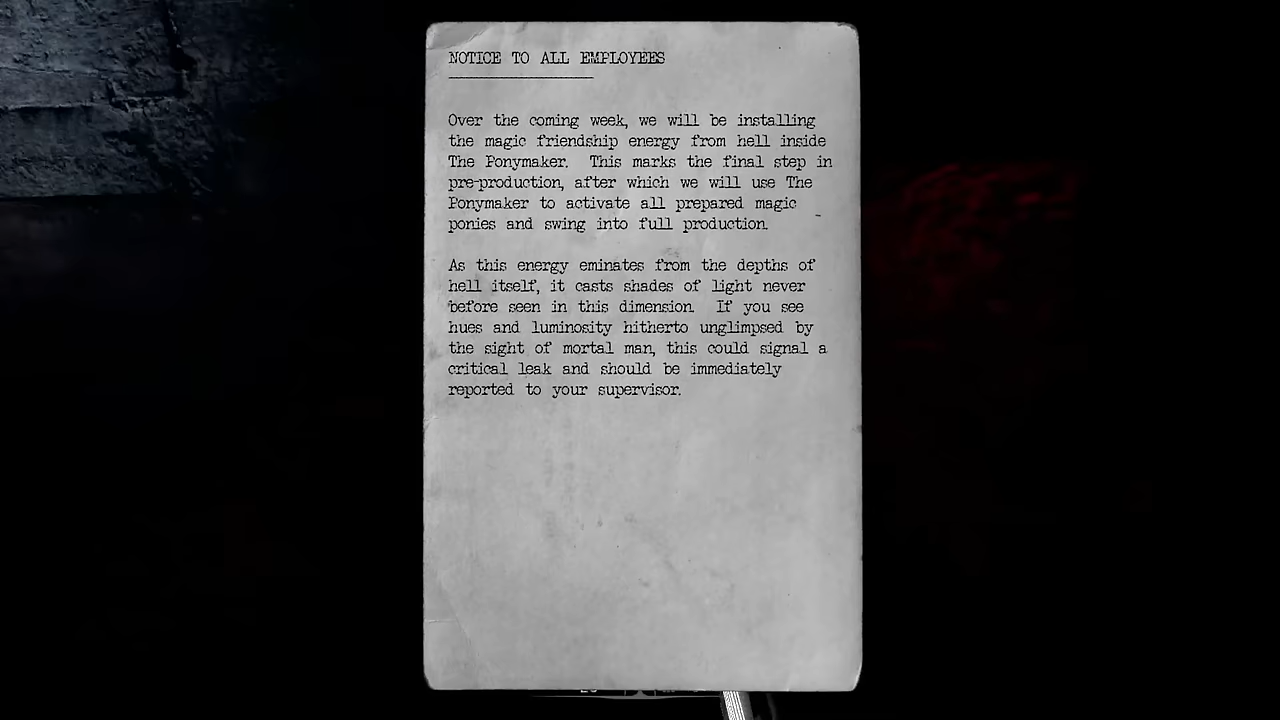 NOTICE TO ALL EMPLOYEES
Over the coming week, we will be installing
the magic friendship energy from hell inside
The Ponymaker. This marks the final step in
pre-production, after which we will use The
Ponymaker to activate all prepared magic
ponies and swing into full production.
As this energy eminates from the depths of
hell itself, it casts shades of light never
before seen in this dimension. If you see
hues and luminosity hitherto unglimpsed by
the sight of mortal man, this could signal a
critical leak and should be immediately
reported to your supervisor.